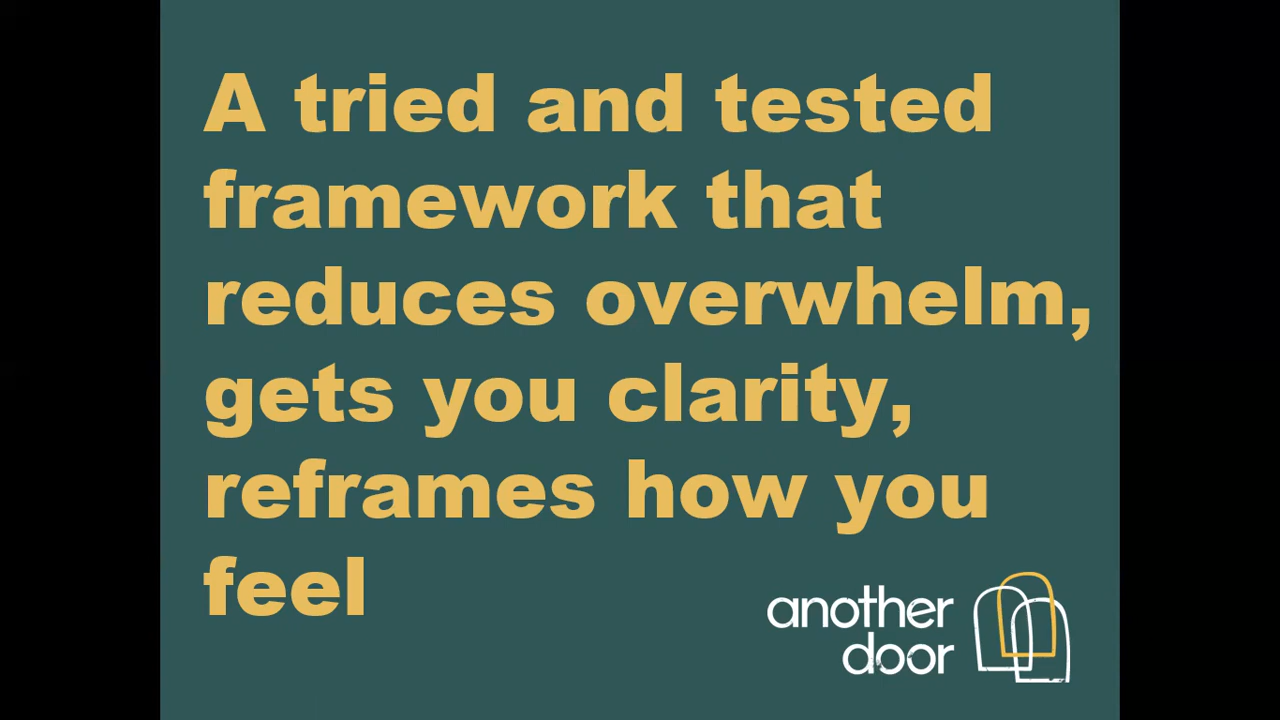 A tried and tested
framework that
reduces overwhelm,
gets you clarity,
reframes how you
feel
another
door